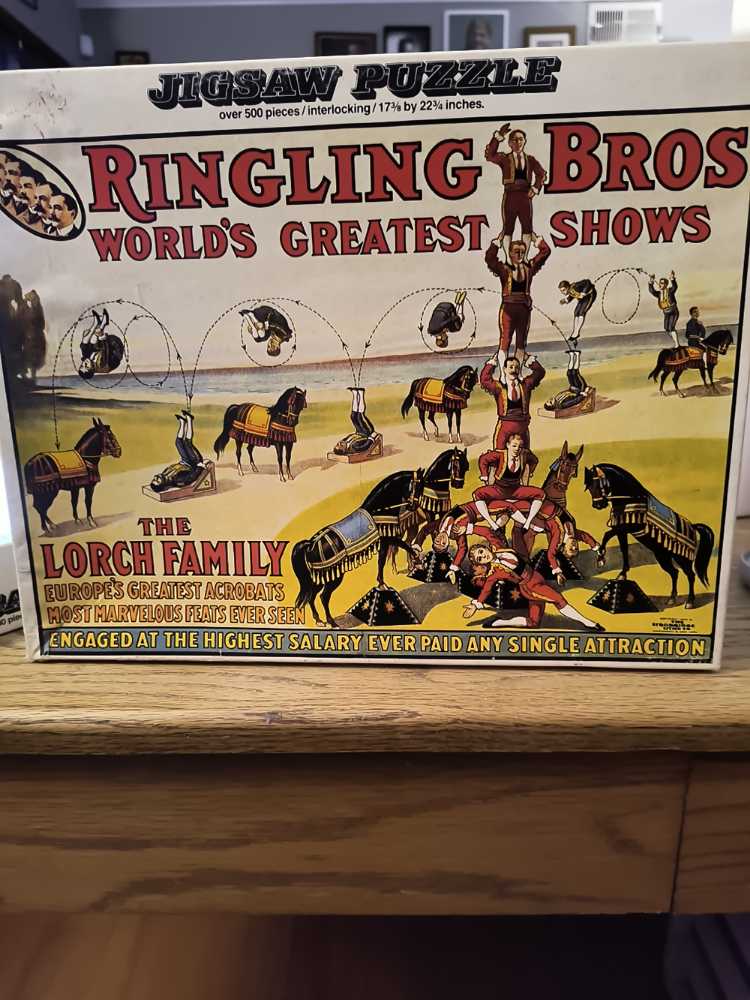 JIGSAW PUZZLE
over 500 pieces / interlocking / 17⅜ by 22¾ inches.
RINGLING BROS
WORLD'S GREATEST SHOWS
THE
LORCH FAMILY
EUROPE'S GREATEST ACROBATS
MOST MARVELOUS FEATS EVER SEEN
ENGAGED AT THE HIGHEST SALARY EVER PAID ANY SINGLE ATTRACTION
THE